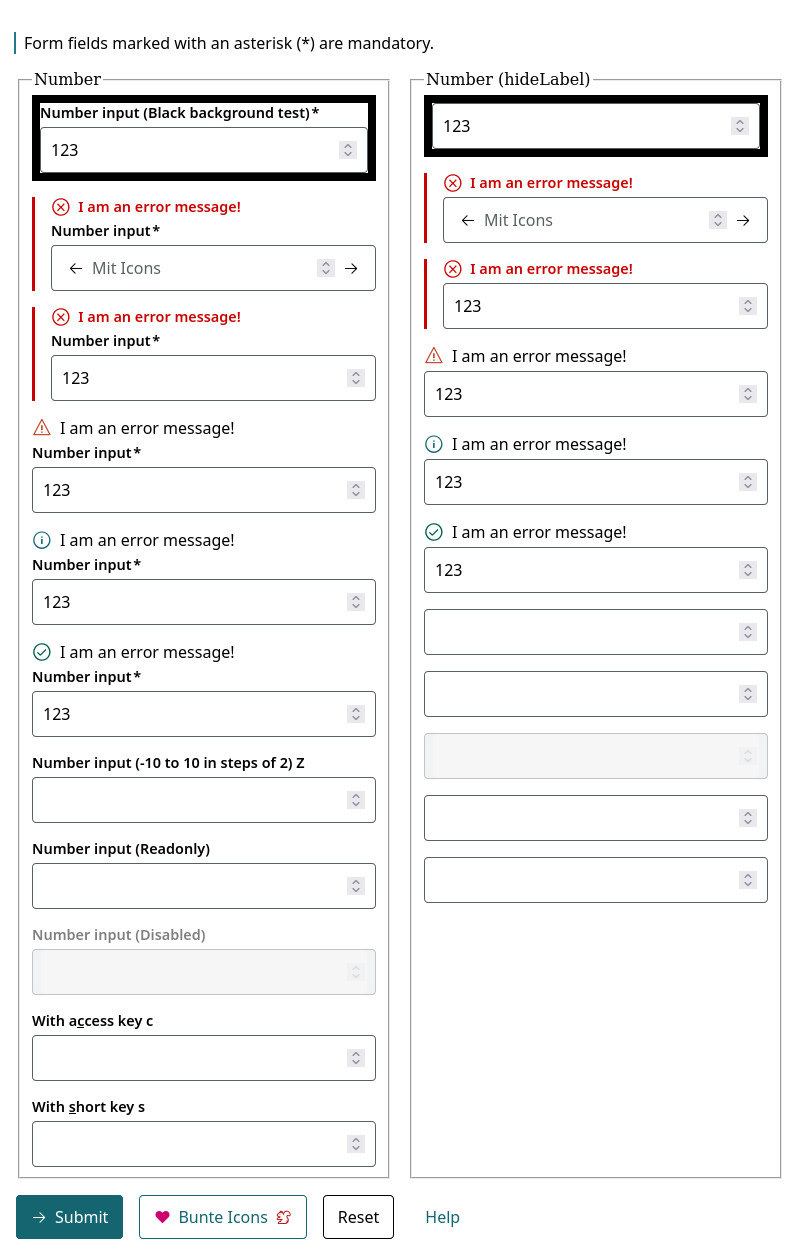 Form fields marked with an asterisk (*) are mandatory.
Number
Number input (Black background test)*
123
I am an error message!
Number input*
Mit Icons
I am an error message!
Number input*
123
I am an error message!
Number input*
123
I am an error message!
Number input*
123
I am an error message!
Number input*
123
Number input (-10 to 10 in steps of 2) Z
Number input (Readonly)
Number input (Disabled)
With access key c
With short key s
Number (hideLabel)
123
I am an error message!
Mit Icons
I am an error message!
123
I am an error message!
123
I am an error message!
123
I am an error message!
123
Submit
Bunte Icons
Reset
Help